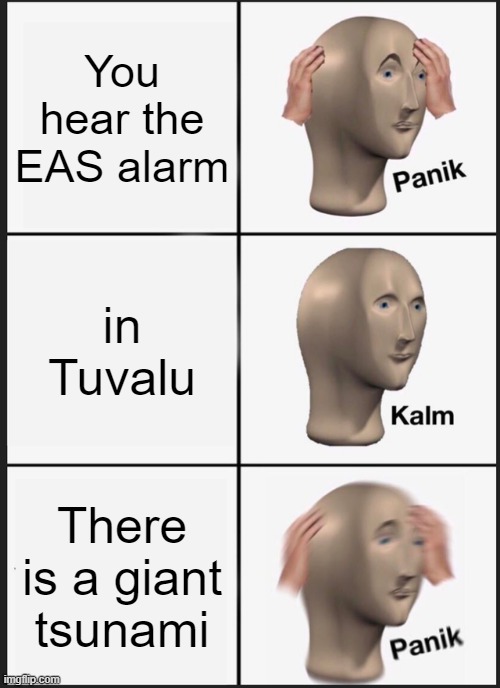 You
hear the
EAS alarm
Panik
in
Tuvalu
Kalm
There
is a giant
tsunami
Panik
imgflip.com